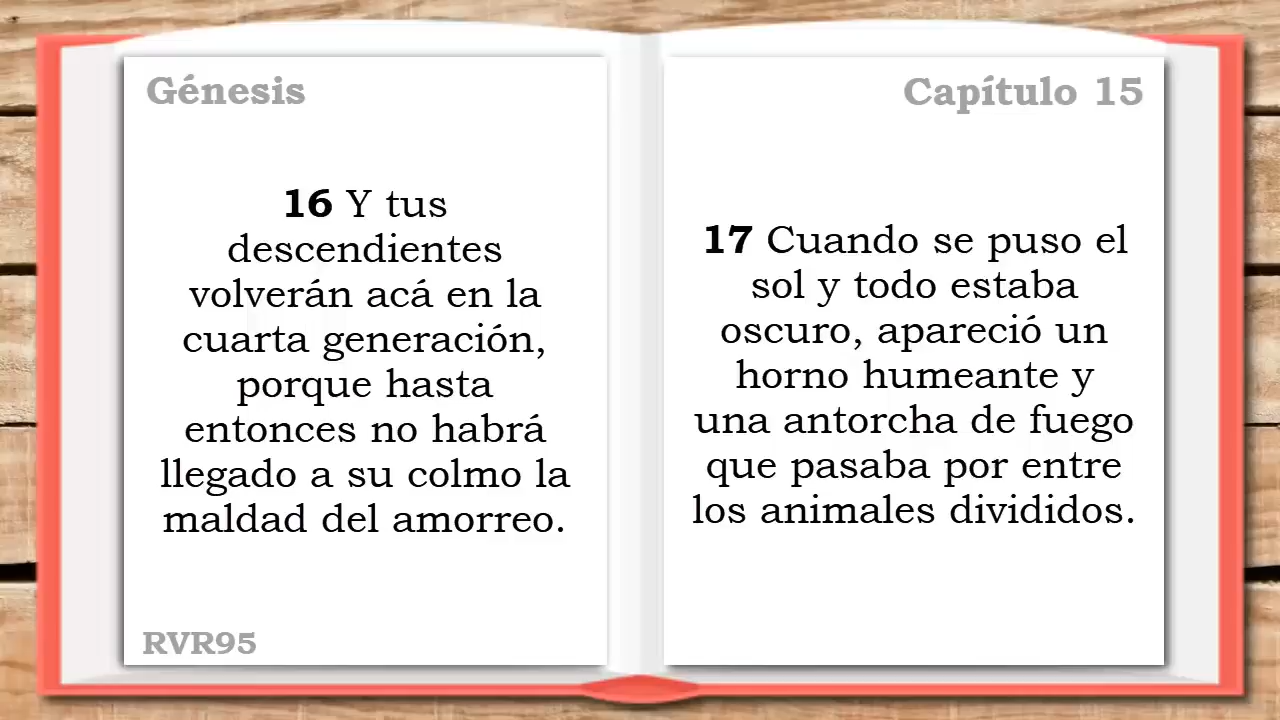 Génesis
16 Y tus
descendientes
volverán acá en la
cuarta generación,
porque hasta
entonces no habrá
llegado a su colmo la
maldad del amorreo.
RVR95
Capítulo 15
17 Cuando se puso el
sol y todo estaba
oscuro, apareció un
horno humeante y
una antorcha de fuego
que pasaba por entre
los animales divididos.